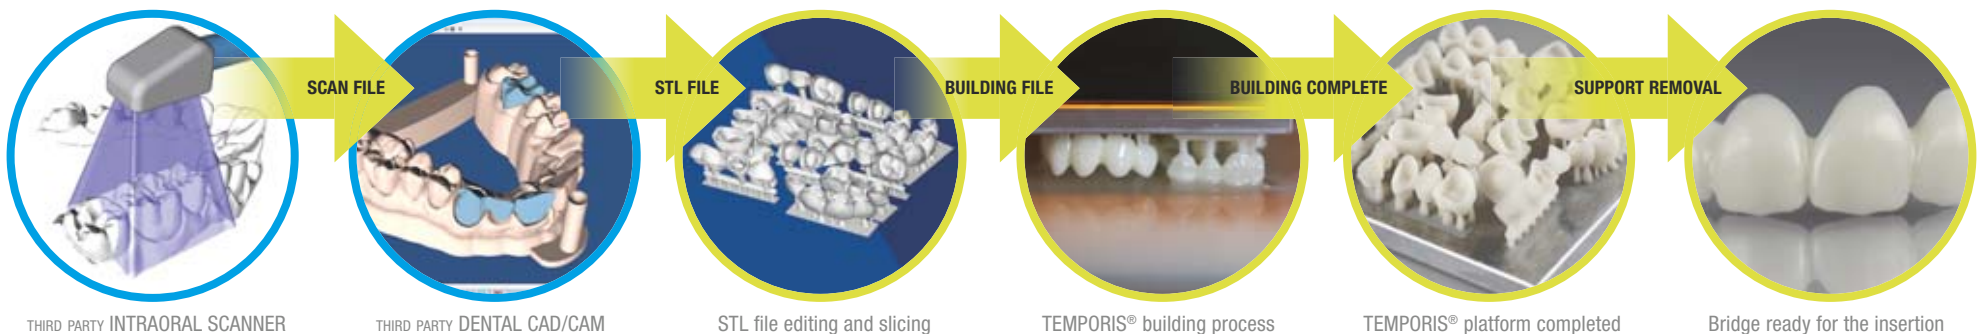 SCAN FILE
STL FILE
BUILDING FILE
BUILDING COMPLETE
SUPPORT REMOVAL
THIRD PARTY INTRAORAL SCANNER
THIRD PARTY DENTAL CAD/CAM
STL file editing and slicing
TEMPORIS® building process
TEMPORIS® platform completed
Bridge ready for the insertion